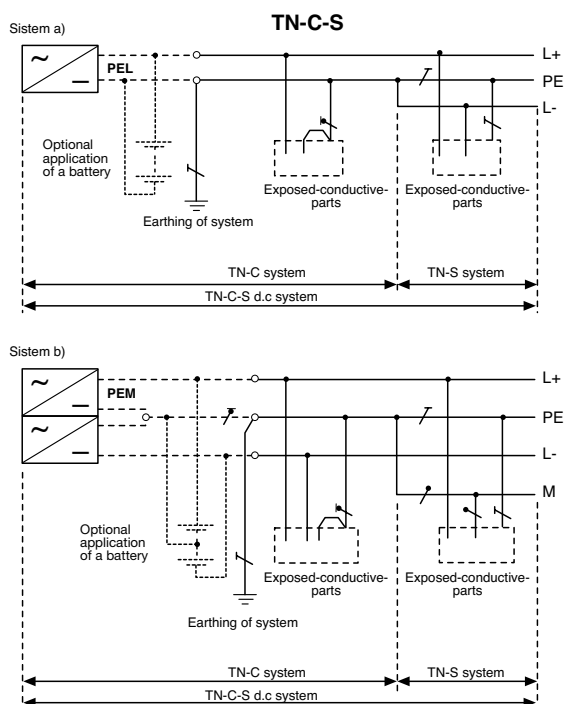 TN-C-S
Sistem a)
L+
PEL
PE
L-
Optional
application
of a battery
Exposed-conductive-
parts
Exposed-conductive-
parts
Earthing of system
TN-C system
TN-S system
TN-C-S d.c system
Sistem b)
L+
PEM
PE
L-
M
Optional
application
of a battery
Exposed-conductive-
parts
Exposed-conductive-
parts
Earthing of system
TN-C system
TN-S system
TN-C-S d.c system